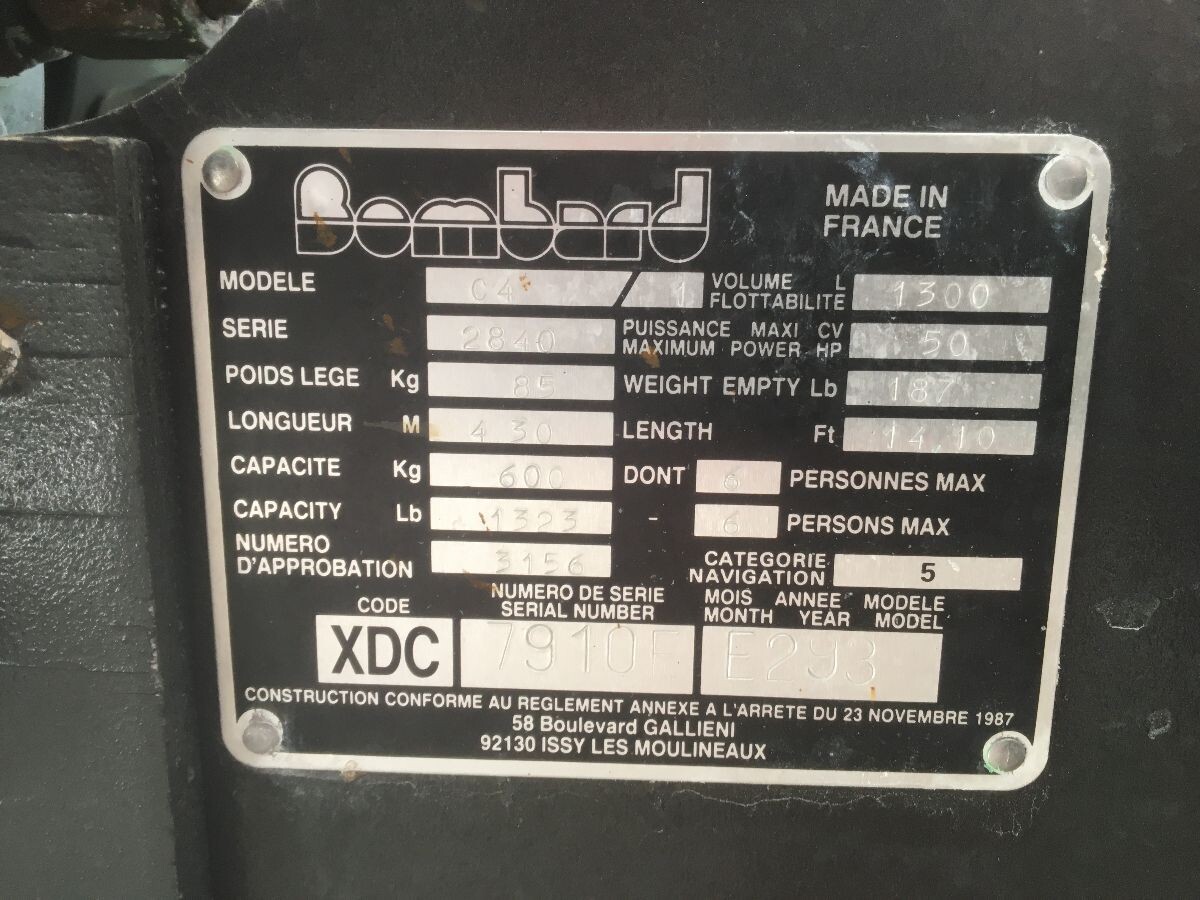 Bombard
MADE IN
FRANCE
MODELE C4 / 1 VOLUME FLOTTABILITE L 1300
SERIE 2840 PUISSANCE MAXI CV MAXIMUM POWER HP 50
POIDS LEGE Kg 85 WEIGHT EMPTY Lb 187
LONGUEUR M 4 30 LENGTH Ft 14.10
CAPACITE Kg 600 DONT 6 PERSONNES MAX
CAPACITY Lb 1323 - 6 PERSONS MAX
NUMERO D'APPROBATION 3156 CATEGORIE NAVIGATION 5
CODE NUMERO DE SERIE SERIAL NUMBER MOIS ANNEE MODELE MONTH YEAR MODEL
XDC 7910F E293
CONSTRUCTION CONFORME AU REGLEMENT ANNEXE A L'ARRETE DU 23 NOVEMBRE 1987
58 Boulevard GALLIENI
92130 ISSY LES MOULINEAUX